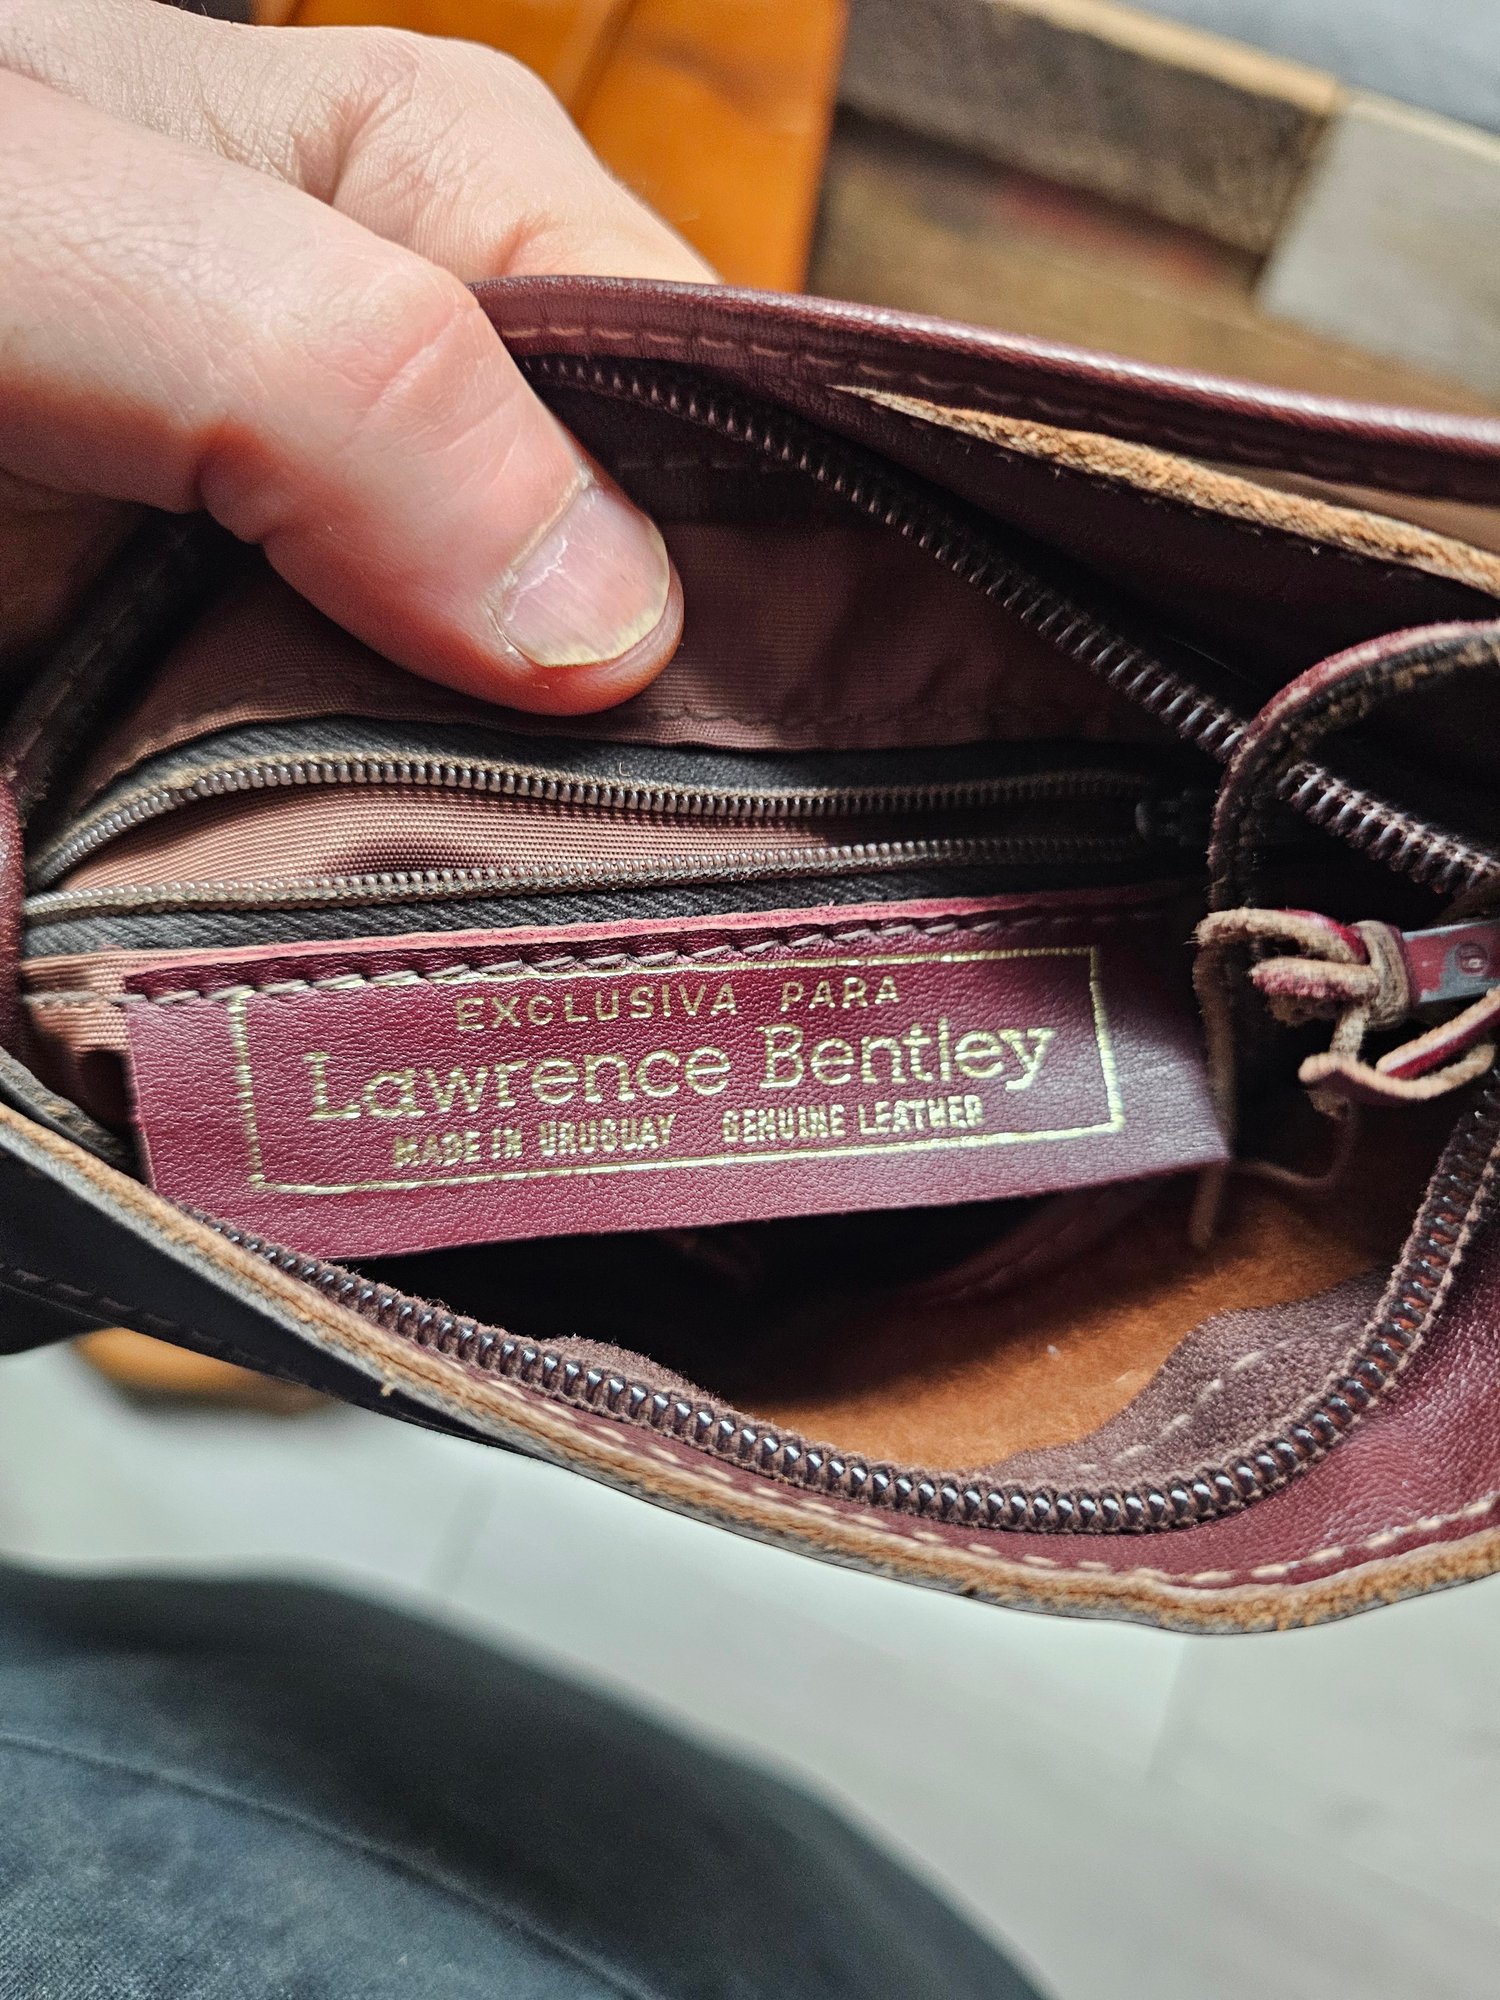 EXCLUSIVA PARA
Lawrence Bentley
MADE IN URUGUAY GENUINE LEATHER